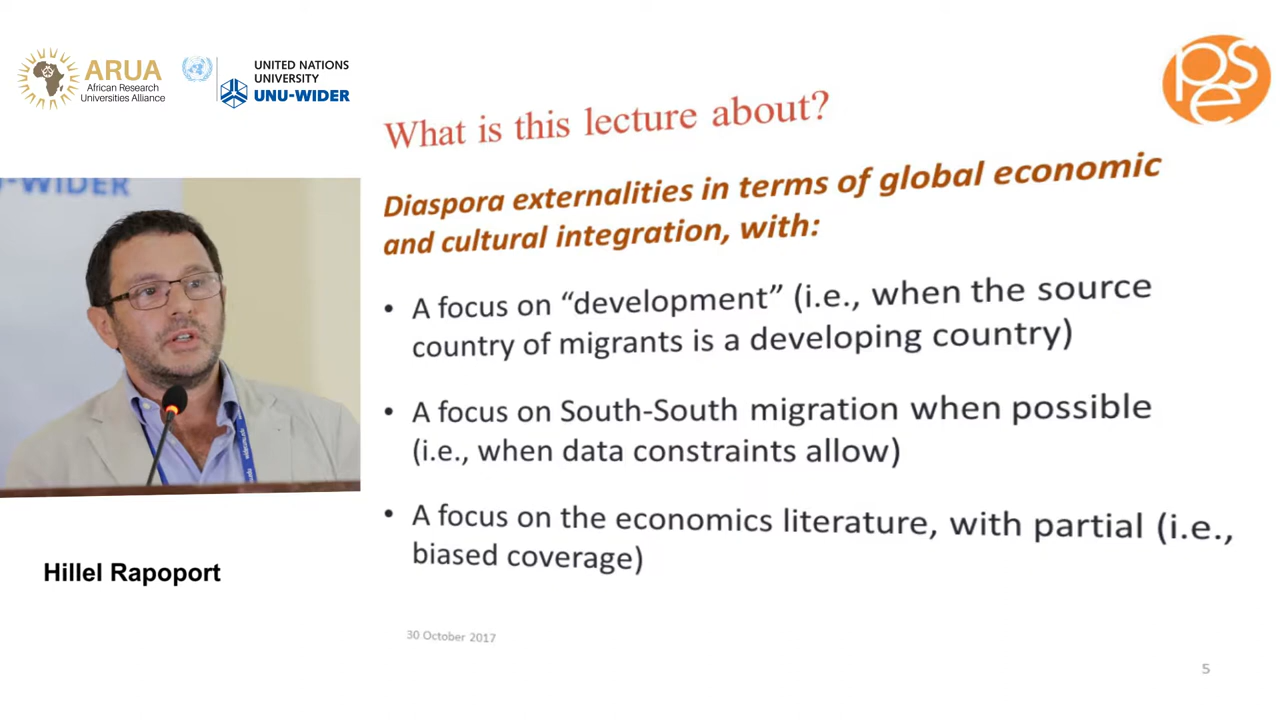 ARUA
African Research
Universities Alliance
UNITED NATIONS
UNIVERSITY
UNU-WIDER
pse
What is this lecture about?
Diaspora externalities in terms of global economic
and cultural integration, with:
• A focus on “development” (i.e., when the source
country of migrants is a developing country)
• A focus on South-South migration when possible
(i.e., when data constraints allow)
• A focus on the economics literature, with partial (i.e.,
biased coverage)
U-WIDER
Hillel Rapoport
30 October 2017
5